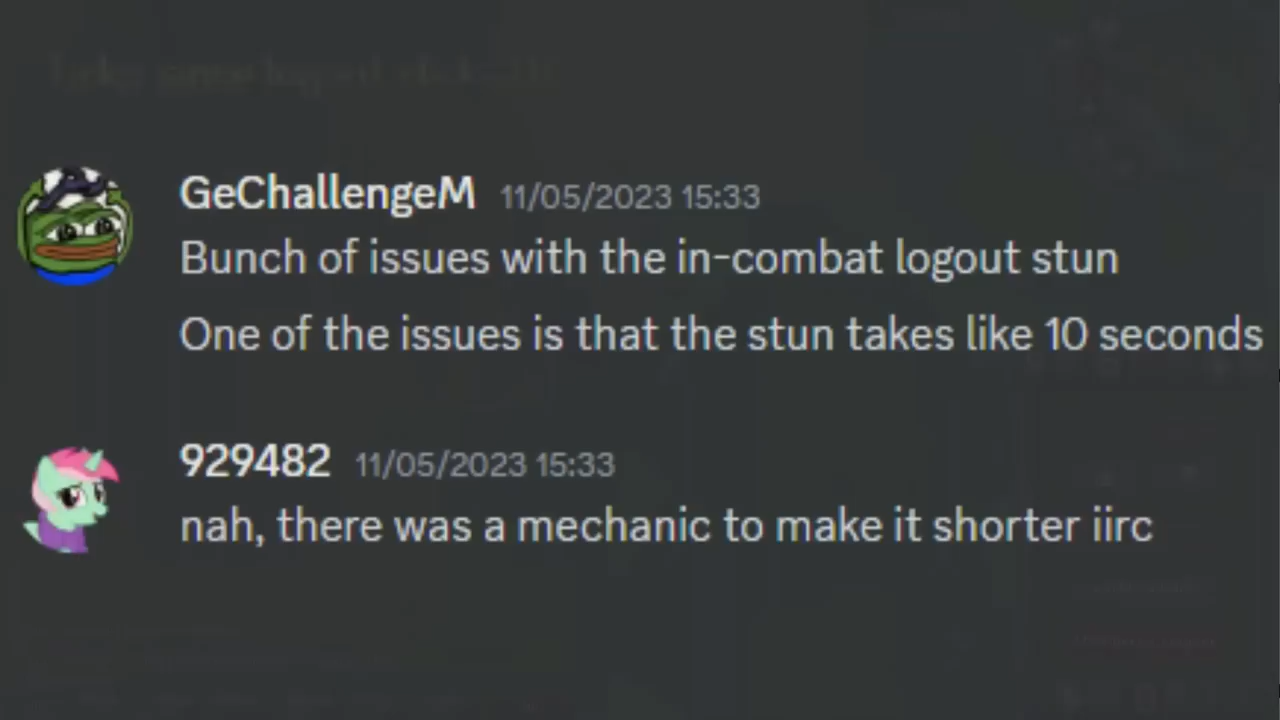 GeChallengeM 11/05/2023 15:33
Bunch of issues with the in-combat logout stun
One of the issues is that the stun takes like 10 seconds
929482 11/05/2023 15:33
nah, there was a mechanic to make it shorter iirc